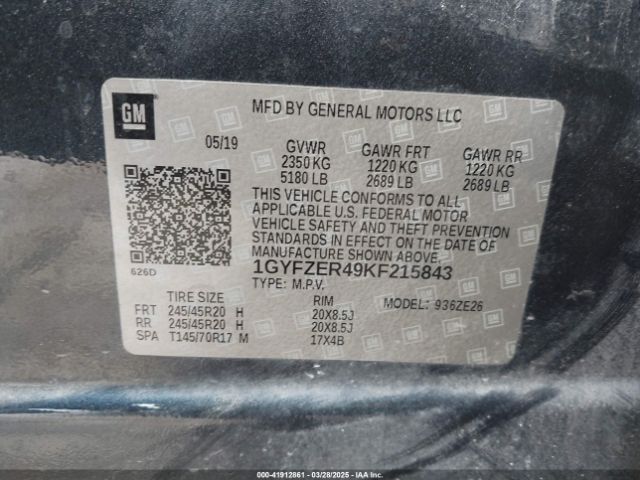 GM
MFD BY GENERAL MOTORS LLC
05/19 GVWR GAWR FRT GAWR RR
2350 KG 1220 KG 1220 KG
5180 LB 2689 LB 2689 LB
THIS VEHICLE CONFORMS TO ALL
APPLICABLE U.S. FEDERAL MOTOR
VEHICLE SAFETY AND THEFT PREVENTION
STANDARDS IN EFFECT ON THE DATE OF
MANUFACTURE SHOWN ABOVE.
626D
1GYFZER49KF215843
TYPE: M.P.V.
TIRE SIZE RIM MODEL: 936ZE26
FRT 245/45R20 H 20X8.5J
RR 245/45R20 H 20X8.5J
SPA T145/70R17 M 17X4B
000-41912861 | 03/28/2025 | IAAI.COM